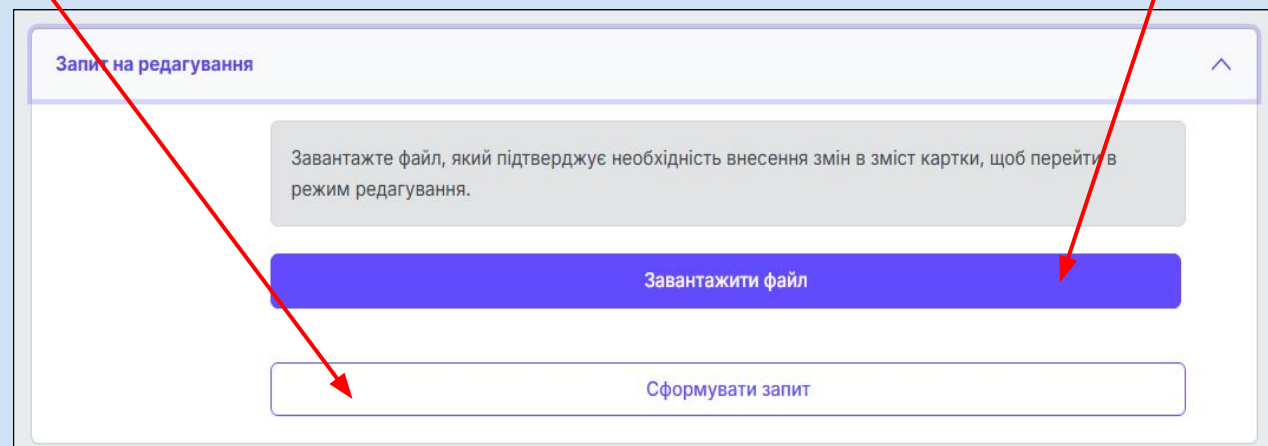 Запит на редагування
Завантажте файл, який підтверджує необхідність внесення змін в зміст картки, щоб перейти в
режим редагування.
Завантажити файл
Сформувати запит